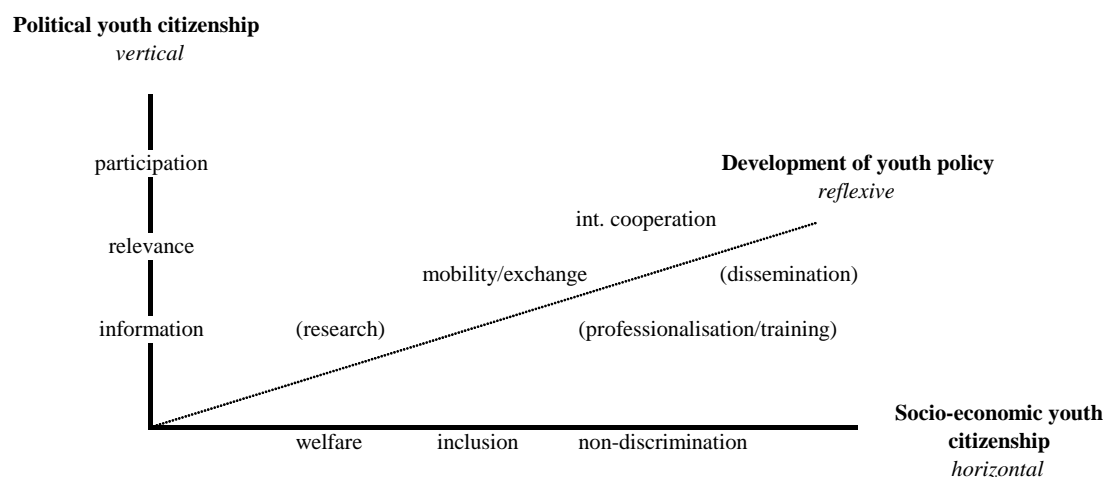 Political youth citizenship
vertical
participation
Development of youth policy
reflexive
int. cooperation
relevance
mobility/exchange
(dissemination)
information
(research)
(professionalisation/training)
Socio-economic youth
citizenship
horizontal
welfare
inclusion
non-discrimination